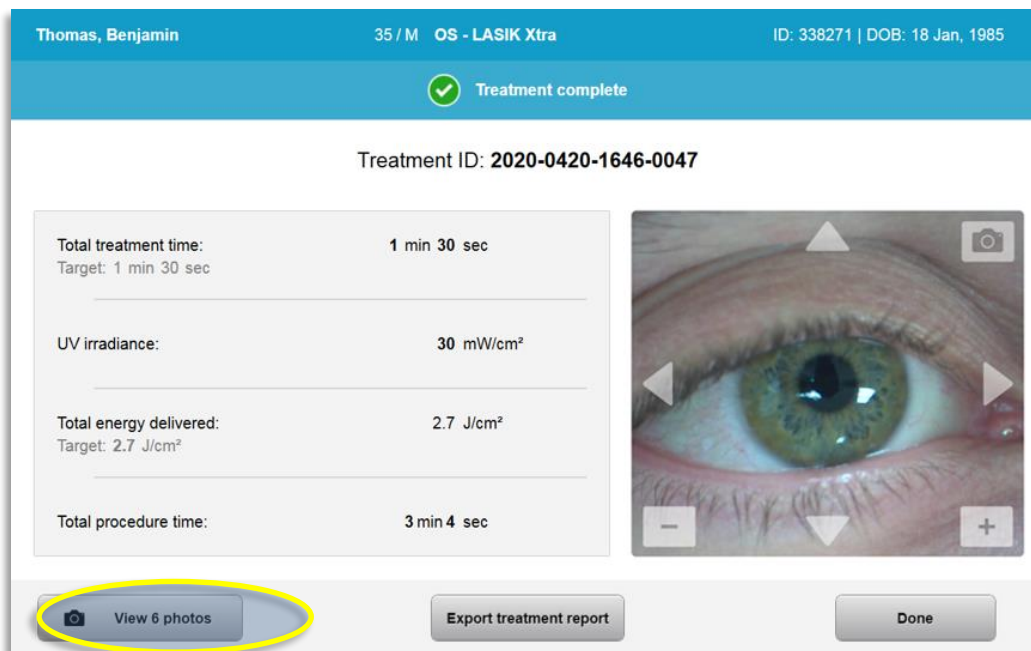 Thomas, Benjamin 35 / M OS - LASIK Xtra ID: 338271 | DOB: 18 Jan, 1985
Treatment complete
Treatment ID: 2020-0420-1646-0047
Total treatment time: 1 min 30 sec
Target: 1 min 30 sec
UV irradiance: 30 mW/cm²
Total energy delivered: 2.7 J/cm²
Target: 2.7 J/cm²
Total procedure time: 3 min 4 sec
View 6 photos Export treatment report Done